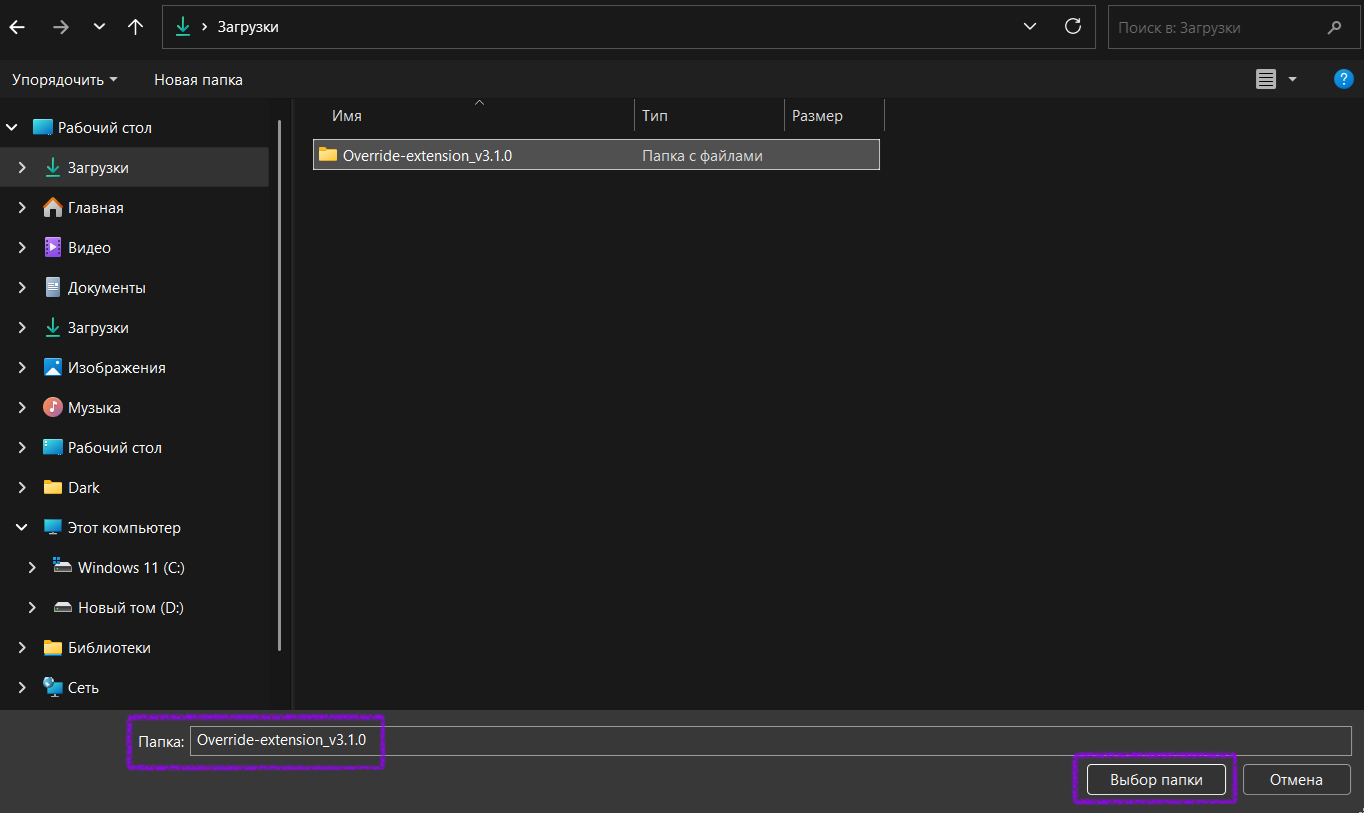 Загрузки
Поиск в: Загрузки
Упорядочить
Новая папка
?
Рабочий стол
Загрузки
Главная
Видео
Документы
Загрузки
Изображения
Музыка
Рабочий стол
Dark
Этот компьютер
Windows 11 (C:)
Новый том (D:)
Библиотеки
Сеть
Имя Тип Размер
Override-extension_v3.1.0 Папка с файлами
Папка: Override-extension_v3.1.0
Выбор папки Отмена